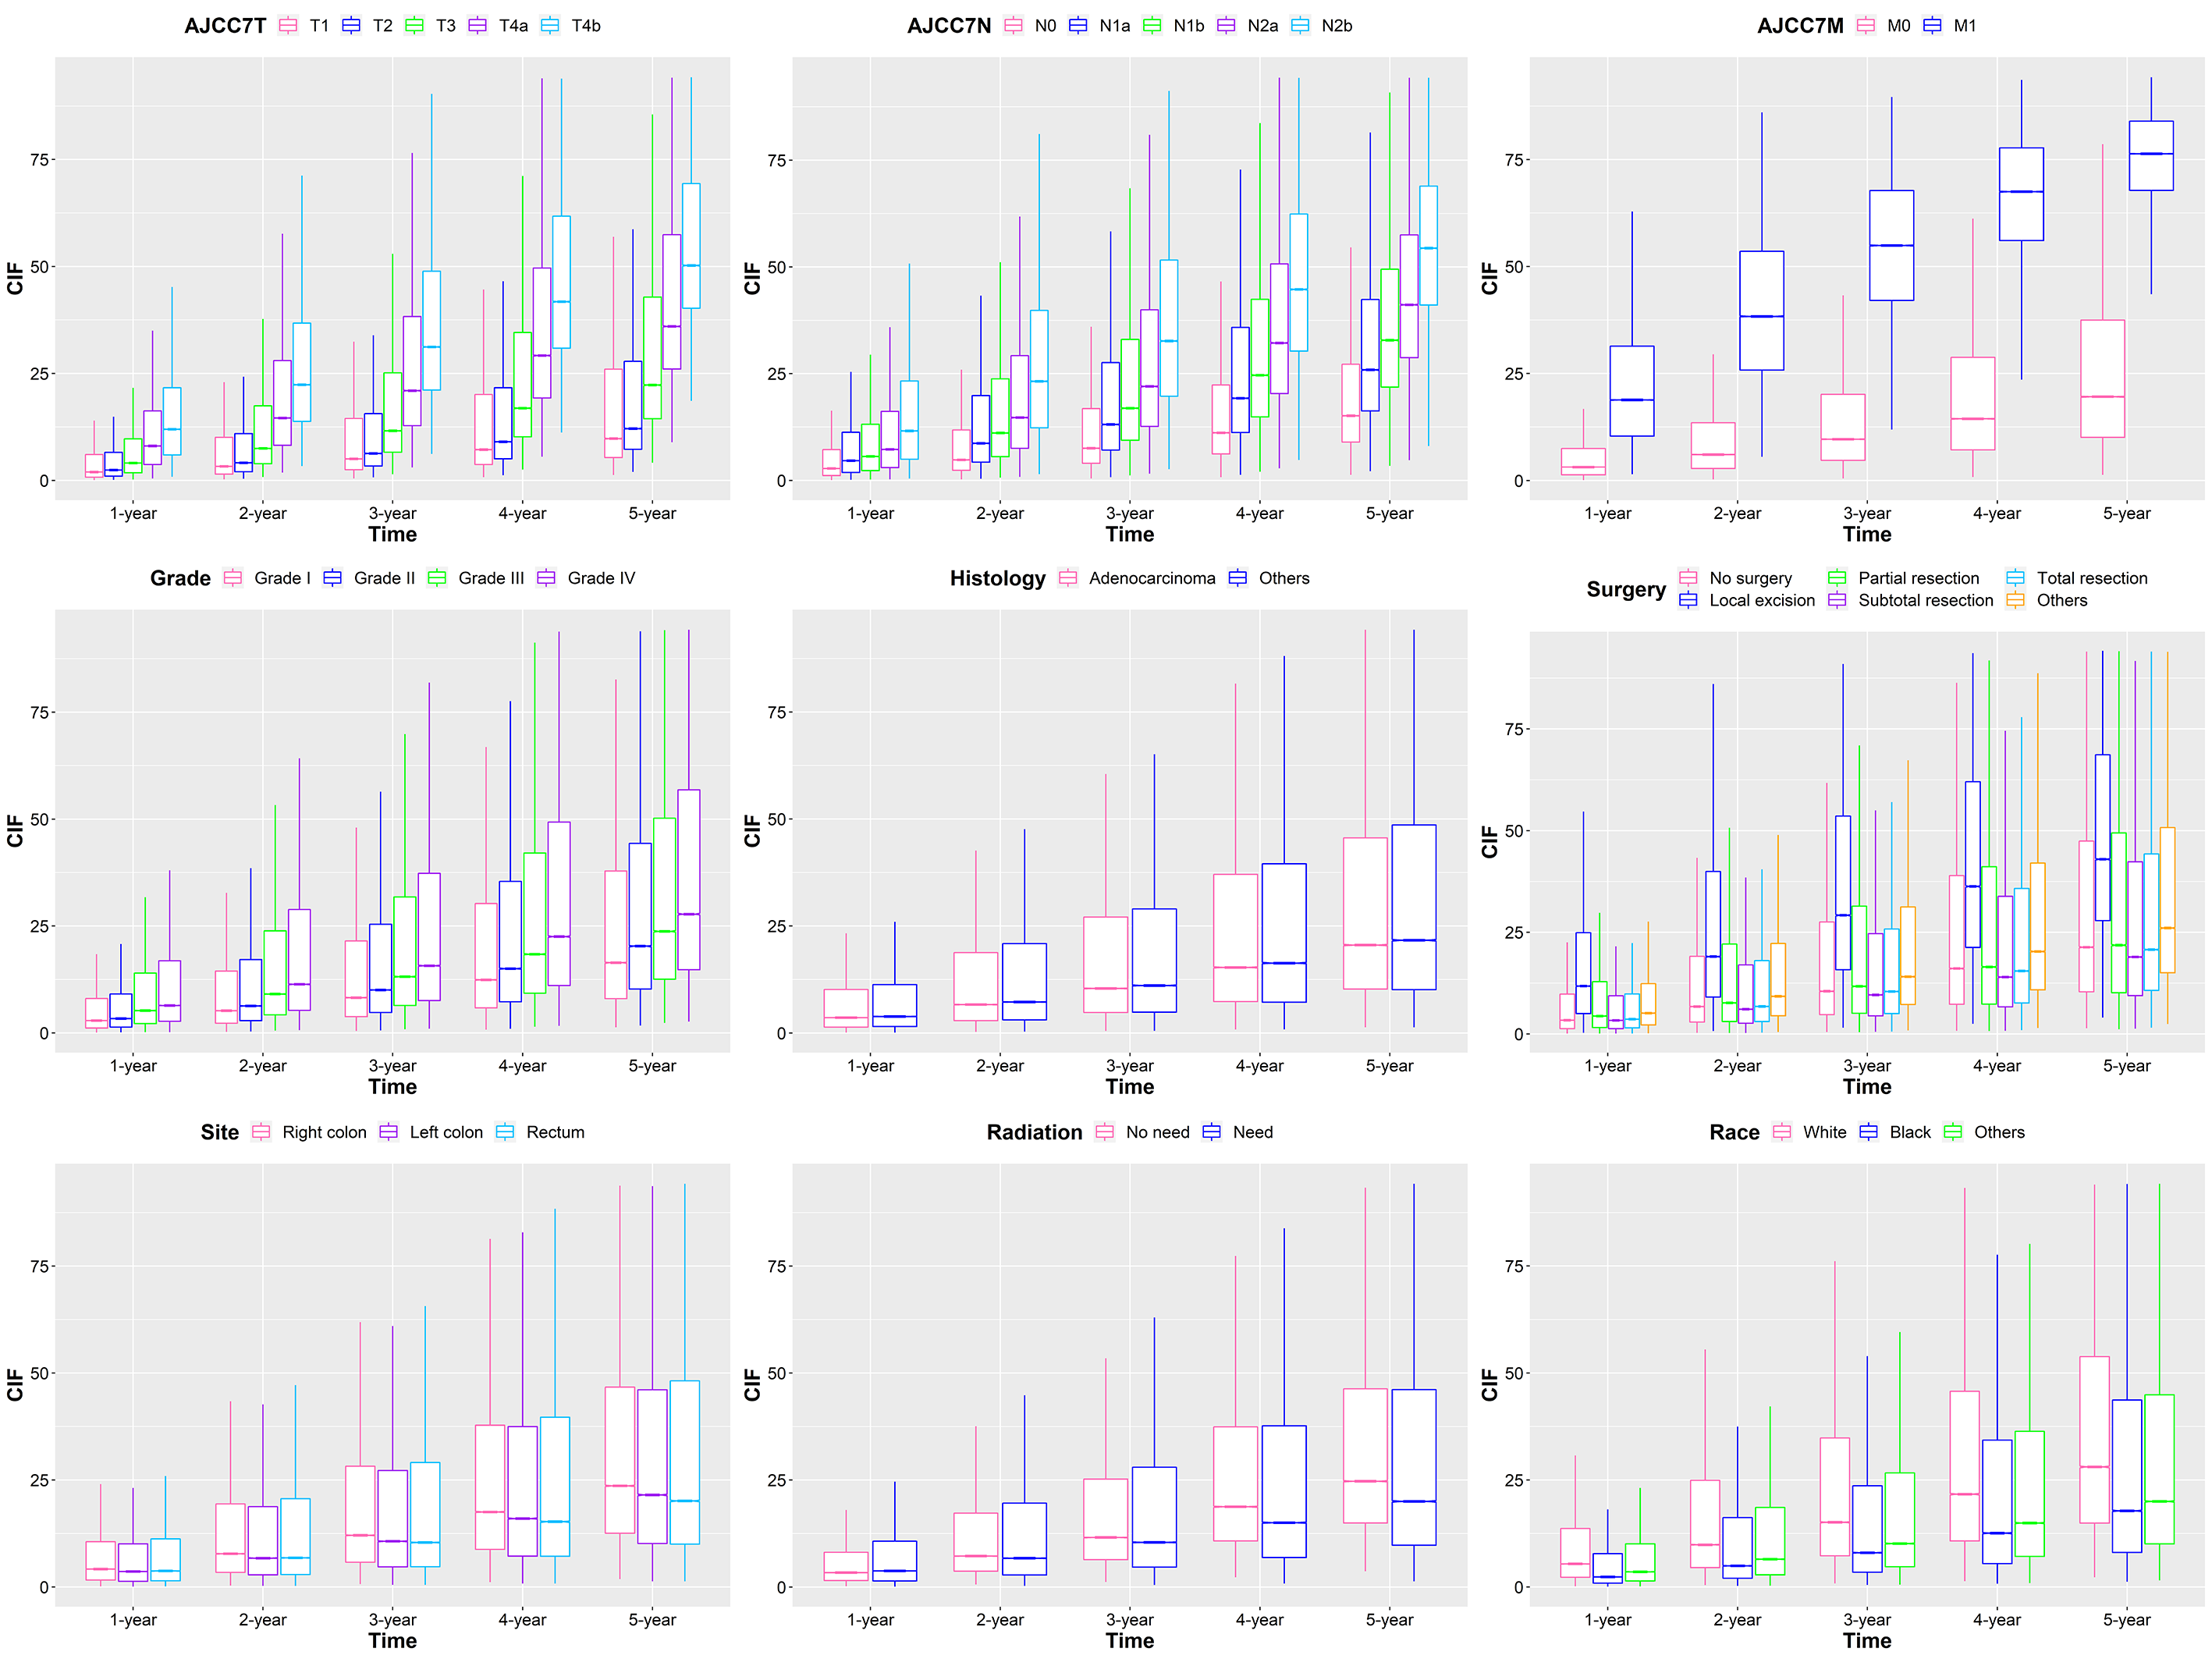 AJCC7T T1 T2 T3 T4a T4b
CIF
75
50
25
0
1-year 2-year 3-year 4-year 5-year
Time
AJCC7N N0 N1a N1b N2a N2b
CIF
75
50
25
0
1-year 2-year 3-year 4-year 5-year
Time
AJCC7M M0 M1
CIF
75
50
25
0
1-year 2-year 3-year 4-year 5-year
Time
Grade Grade I Grade II Grade III Grade IV
CIF
75
50
25
0
1-year 2-year 3-year 4-year 5-year
Time
Histology Adenocarcinoma Others
CIF
75
50
25
0
1-year 2-year 3-year 4-year 5-year
Time
Surgery
No surgery Partial resection Total resection
Local excision Subtotal resection Others
CIF
75
50
25
0
1-year 2-year 3-year 4-year 5-year
Time
Site Right colon Left colon Rectum
CIF
75
50
25
0
1-year 2-year 3-year 4-year 5-year
Time
Radiation No need Need
CIF
75
50
25
0
1-year 2-year 3-year 4-year 5-year
Time
Race White Black Others
CIF
75
50
25
0
1-year 2-year 3-year 4-year 5-year
Time